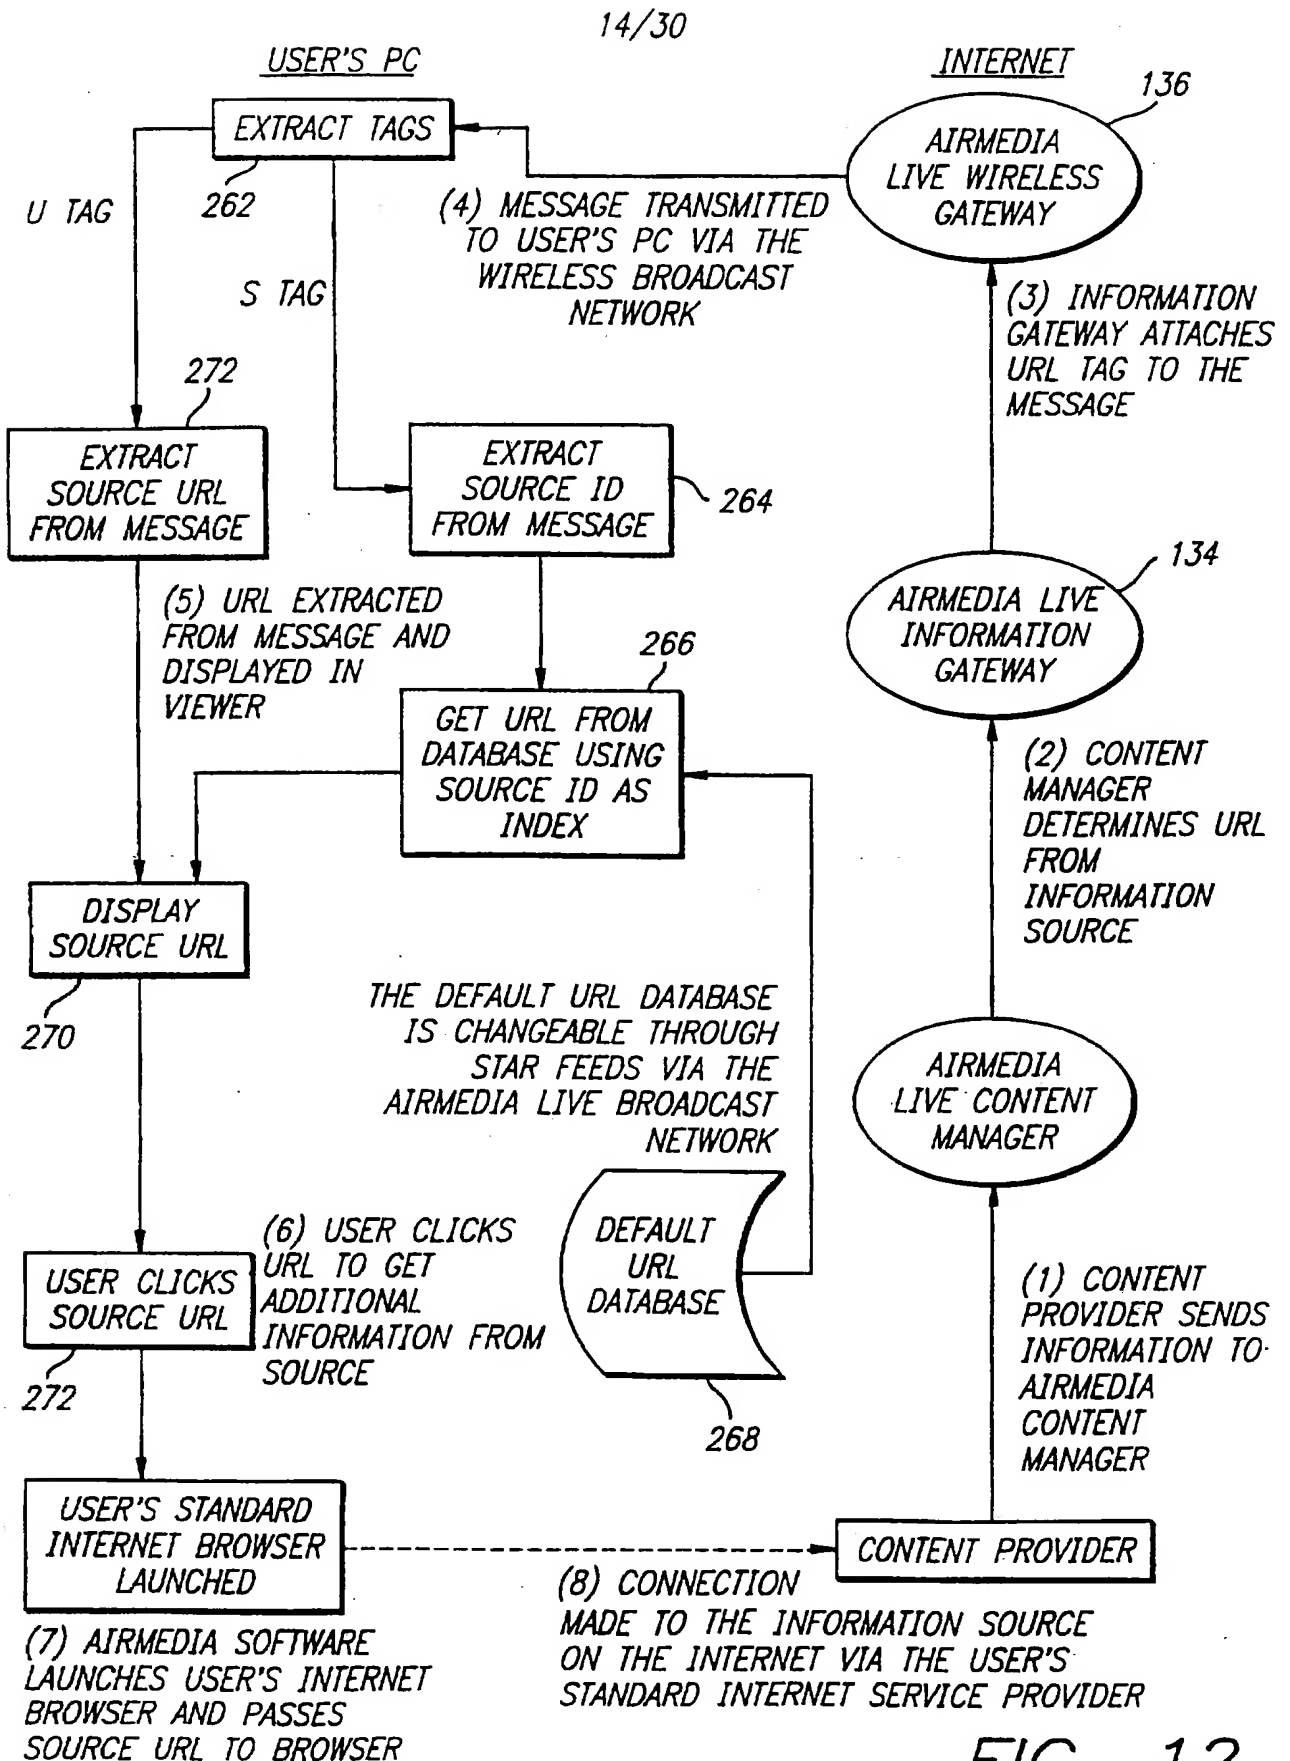 14/30
USER'S PC
INTERNET
136
EXTRACT TAGS
262
U TAG
S TAG
AIRMEDIA
LIVE WIRELESS
GATEWAY
(4) MESSAGE TRANSMITTED
TO USER'S PC VIA THE
WIRELESS BROADCAST
NETWORK
(3) INFORMATION
GATEWAY ATTACHES
URL TAG TO THE
MESSAGE
272
EXTRACT
SOURCE URL
FROM MESSAGE
EXTRACT
SOURCE ID
FROM MESSAGE
264
134
AIRMEDIA LIVE
INFORMATION
GATEWAY
(5) URL EXTRACTED
FROM MESSAGE AND
DISPLAYED IN
VIEWER
266
GET URL FROM
DATABASE USING
SOURCE ID AS
INDEX
(2) CONTENT
MANAGER
DETERMINES URL
FROM
INFORMATION
SOURCE
DISPLAY
SOURCE URL
270
THE DEFAULT URL DATABASE
IS CHANGEABLE THROUGH
STAR FEEDS VIA THE
AIRMEDIA LIVE BROADCAST
NETWORK
AIRMEDIA
LIVE CONTENT
MANAGER
DEFAULT
URL
DATABASE
268
(6) USER CLICKS
URL TO GET
ADDITIONAL
INFORMATION FROM
SOURCE
USER CLICKS
SOURCE URL
272
(1) CONTENT
PROVIDER SENDS
INFORMATION TO
AIRMEDIA
CONTENT
MANAGER
USER'S STANDARD
INTERNET BROWSER
LAUNCHED
CONTENT PROVIDER
(7) AIRMEDIA SOFTWARE
LAUNCHES USER'S INTERNET
BROWSER AND PASSES
SOURCE URL TO BROWSER
(8) CONNECTION
MADE TO THE INFORMATION SOURCE
ON THE INTERNET VIA THE USER'S
STANDARD INTERNET SERVICE PROVIDER
FIG. 12